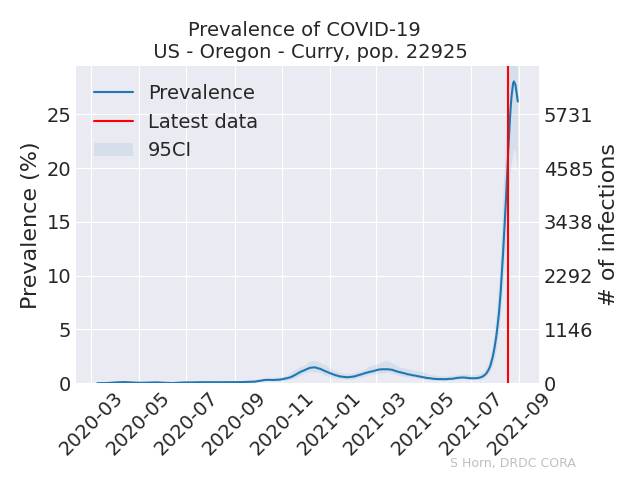 Prevalence of COVID-19
US - Oregon - Curry, pop. 22925
Prevalence
Latest data
95CI
Prevalence (%)
25
20
15
10
5
0
5731
4585
3438
2292
1146
0
# of infections
2020-03
2020-05
2020-07
2020-09
2020-11
2021-01
2021-03
2021-05
2021-07
2021-09
S Horn, DRDC CORA